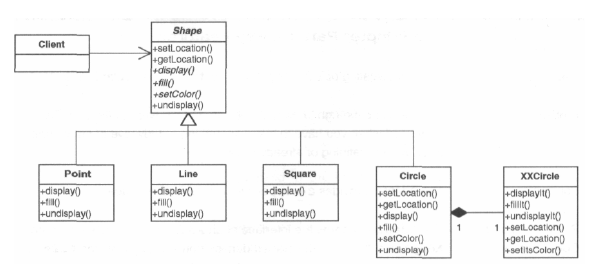 Shape
Client
+setLocation()
+getLocation()
+display()
+fill()
+setColor()
+undisplay()
Point
+display()
+fill()
+undisplay()
Line
+display()
+fill()
+undisplay()
Square
+display()
+fill()
+undisplay()
Circle
+setLocation()
+getLocation()
+display()
+fill()
+setColor()
+undisplay()
1
1
XXCircle
+displayIt()
+fillIt()
+undisplayIt()
+setLocation()
+getLocation()
+setItsColor()